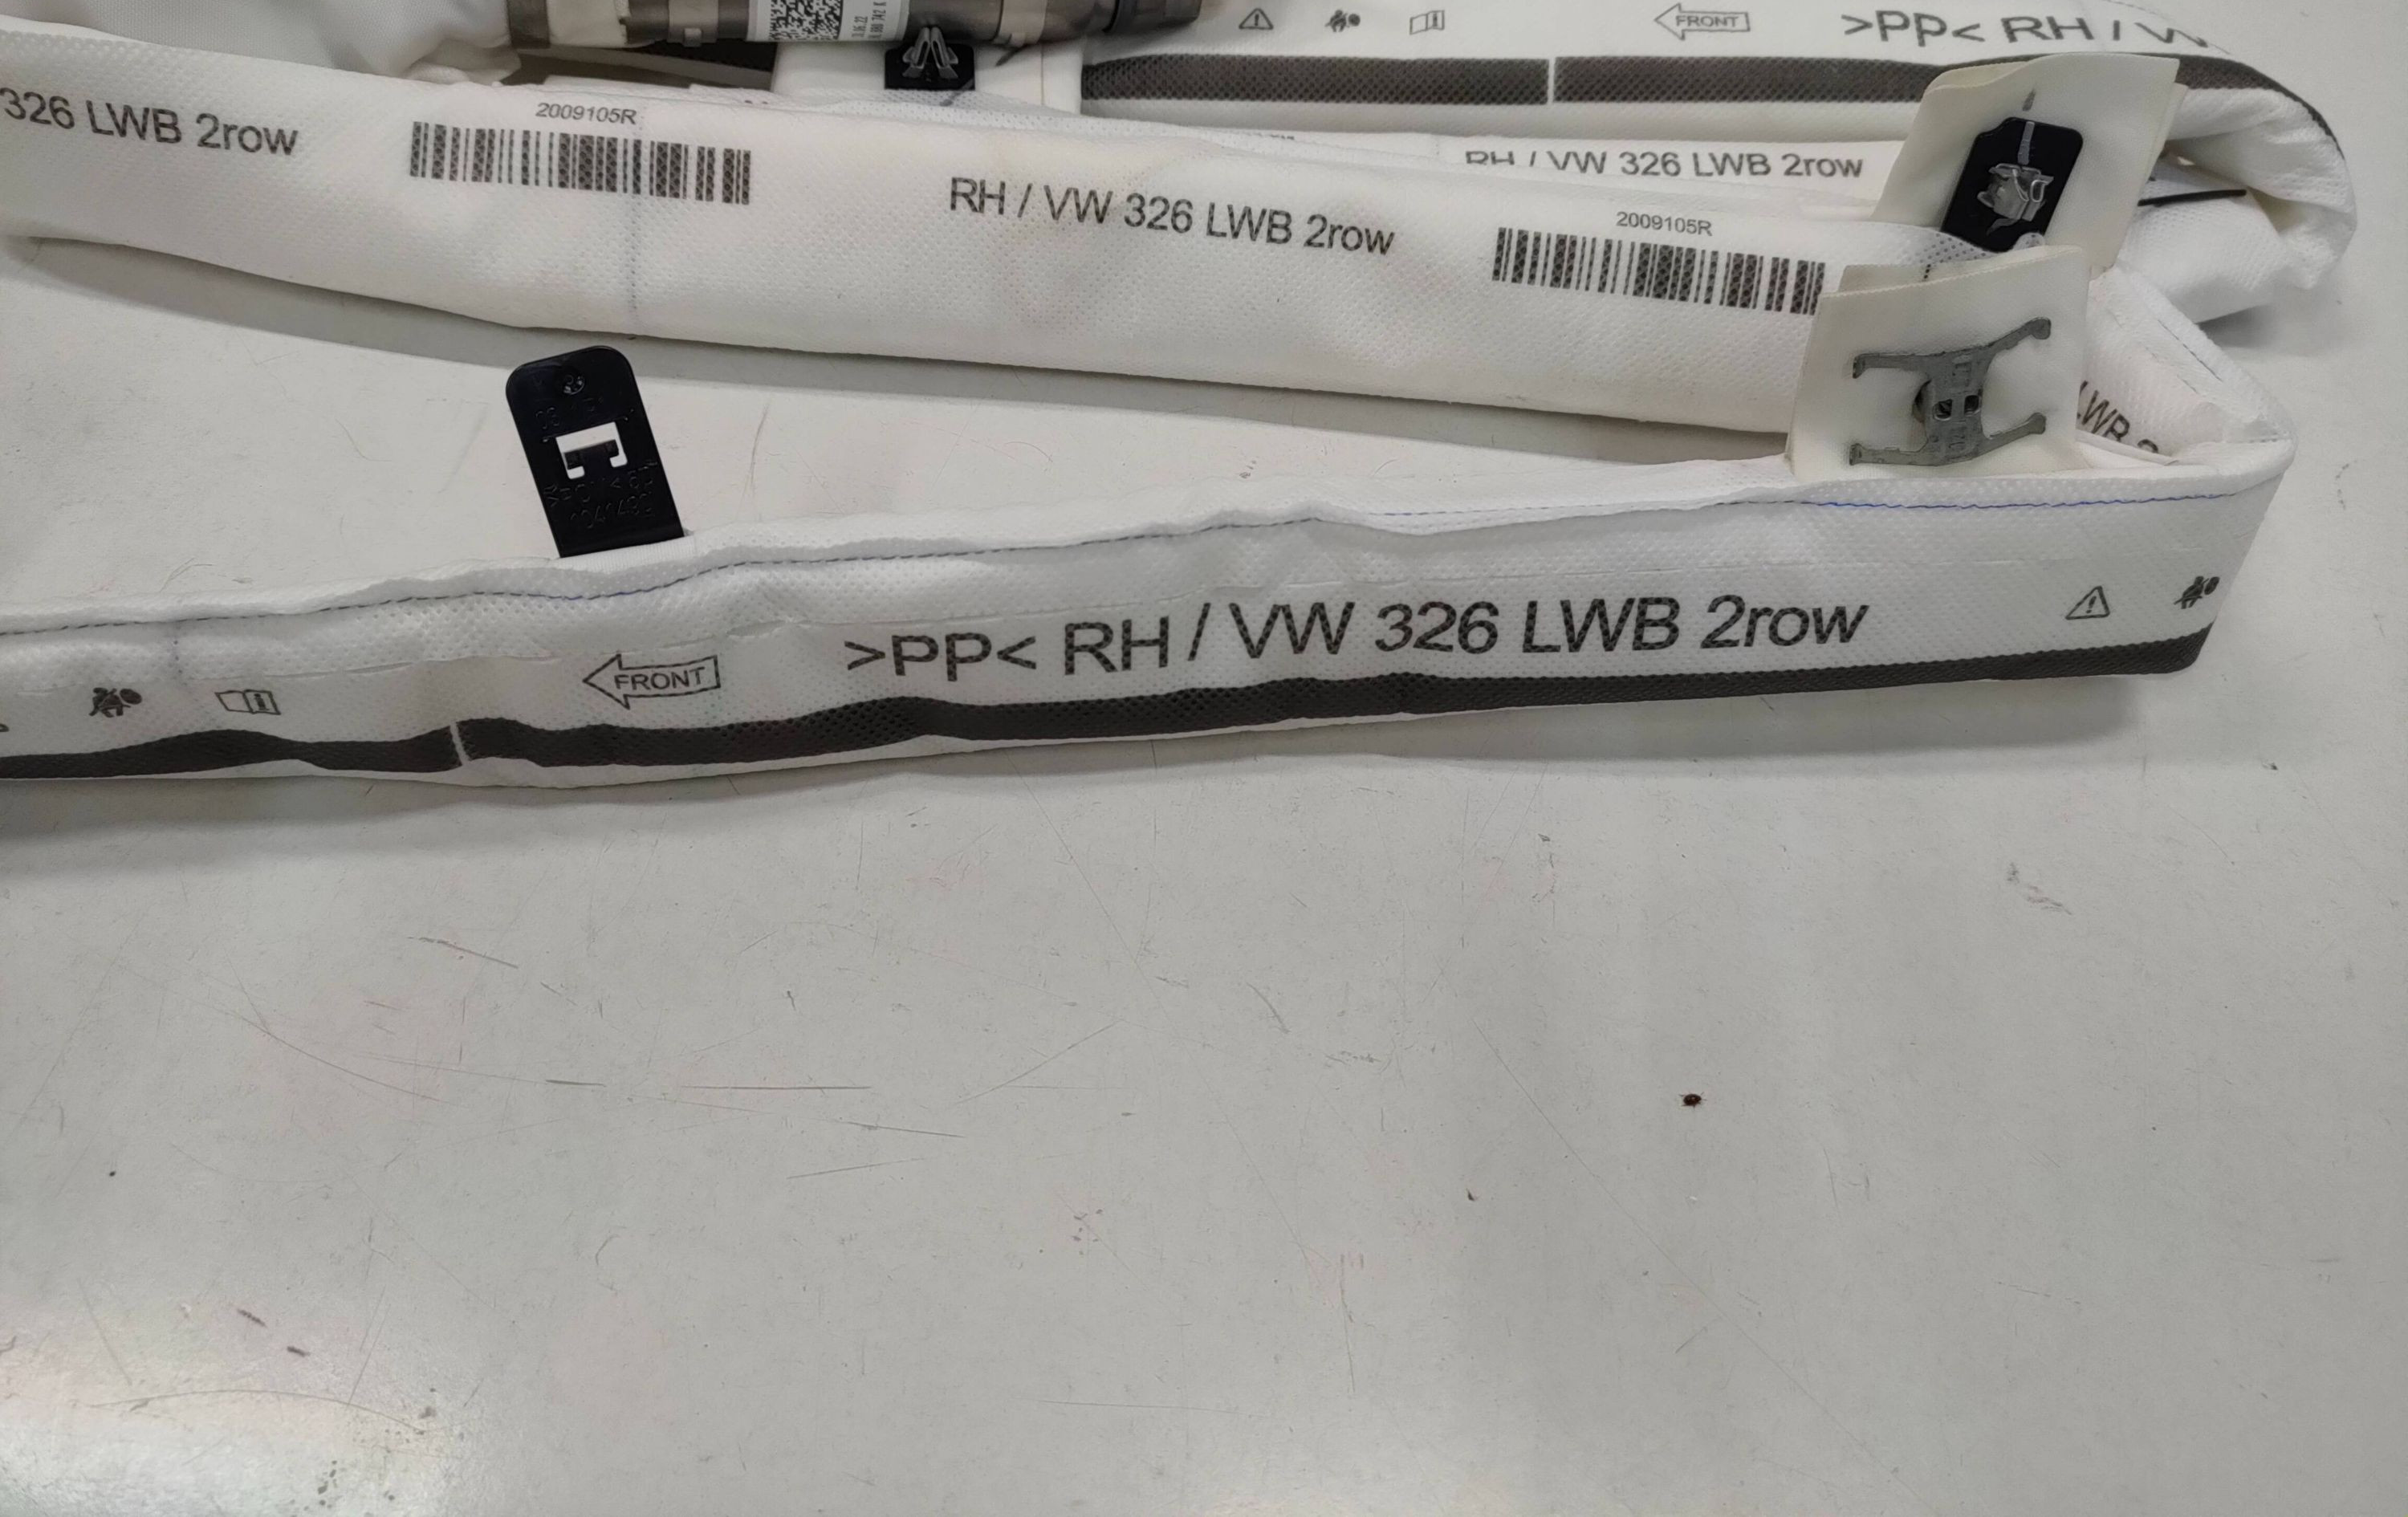 FRONT
>PP< RH / VW
326 LWB 2row
2009105R
RH / VW 326 LWB 2row
RH / VW 326 LWB 2row
2009105R
LWB
FRONT
>PP< RH / VW 326 LWB 2row